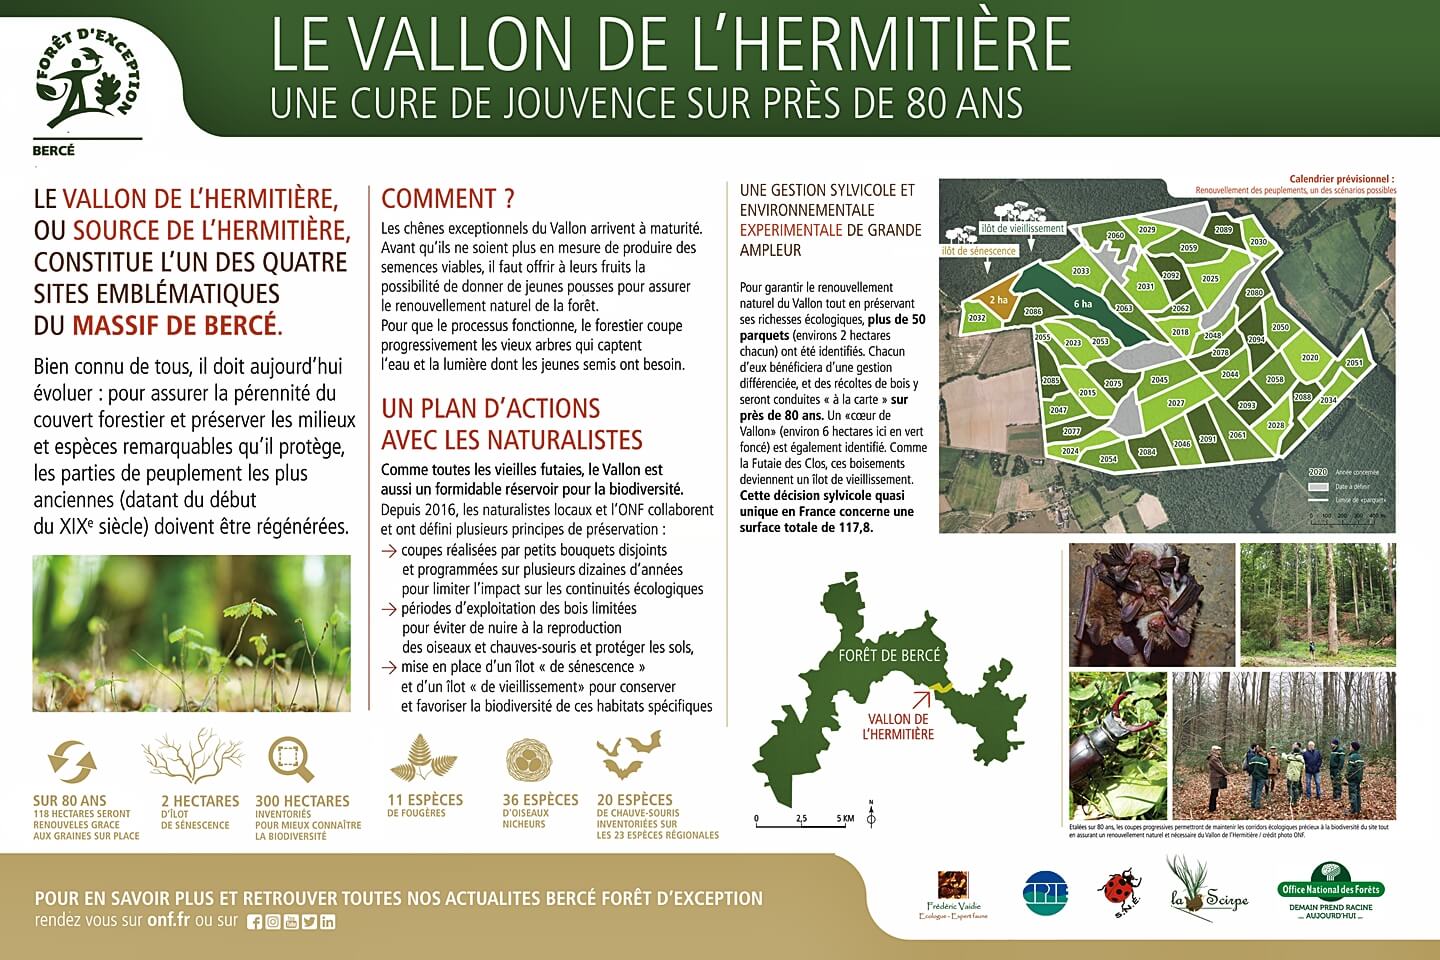 FORÊT D'EXCEPTION
BERCÉ
LE VALLON DE L'HERMITIÈRE
UNE CURE DE JOUVENCE SUR PRÈS DE 80 ANS
LE VALLON DE L'HERMITIÈRE,
OU SOURCE DE L'HERMITIÈRE,
CONSTITUE L'UN DES QUATRE
SITES EMBLÉMATIQUES
DU MASSIF DE BERCÉ.
Bien connu de tous, il doit aujourd'hui
évoluer : pour assurer la pérennité du
couvert forestier et préserver les milieux
et espèces remarquables qu'il protège,
les parties de peuplement les plus
anciennes (datant du début
du XIXe siècle) doivent être régénérées.
COMMENT ?
Les chênes exceptionnels du Vallon arrivent à maturité.
Avant qu'ils ne soient plus en mesure de produire des
semences viables, il faut offrir à leurs fruits la
possibilité de donner de jeunes pousses pour assurer
le renouvellement naturel de la forêt.
Pour que le processus fonctionne, le forestier coupe
progressivement les vieux arbres qui captent
l'eau et la lumière dont les jeunes semis ont besoin.
UN PLAN D'ACTIONS
AVEC LES NATURALISTES
Comme toutes les vieilles futaies, le Vallon est
aussi un formidable réservoir pour la biodiversité.
Depuis 2016, les naturalistes locaux et l'ONF collaborent
et ont défini plusieurs principes de préservation :
→ coupes réalisées par petits bouquets disjoints
et programmées sur plusieurs dizaines d'années
pour limiter l'impact sur les continuités écologiques
→ périodes d'exploitation des bois limitées
pour éviter de nuire à la reproduction
des oiseaux et chauves-souris et protéger les sols,
→ mise en place d'un îlot « de sénescence »
et d'un îlot « de vieillissement» pour conserver
et favoriser la biodiversité de ces habitats spécifiques
UNE GESTION SYLVICOLE ET
ENVIRONNEMENTALE
EXPERIMENTALE DE GRANDE
AMPLEUR
Pour garantir le renouvellement
naturel du Vallon tout en préservant
ses richesses écologiques, plus de 50
parquets (environs 2 hectares
chacun) ont été identifiés. Chacun
d'eux bénéficiera d'une gestion
différenciée, et des récoltes de bois y
seront conduites « à la carte » sur
près de 80 ans. Un «cœur de
Vallon» (environ 6 hectares ici en vert
foncé) est également identifié. Comme
la Futaie des Clos, ces boisements
deviennent un îlot de vieillissement.
Cette décision sylvicole quasi
unique en France concerne une
surface totale de 117,8.
Calendrier prévisionnel :
Renouvellement des peuplements, un des scénarios possibles
îlôt de vieillissement
îlôt de sénescence
2060
2029
2089
2059
2030
2033
2092
2025
2031
2080
2 ha
6 ha
2086
2063
2062
2032
2055
2023
2053
2018
2048
2094
2050
2078
2020
2051
2085
2075
2045
2044
2058
2015
2088
2034
2047
2027
2093
2077
2028
2024
2054
2084
2046
2091
2061
2020 Année concernée
Date à définir
Limite de «parquet»
0 100 200 300 400 m
FORÊT DE BERCÉ
VALLON DE
L'HERMITIÈRE
0 2,5 5 KM
N
Etalées sur 80 ans, les coupes progressives permettront de maintenir les corridors écologiques précieux à la biodiversité du site tout
en assurant un renouvellement naturel et nécessaire du Vallon de l'Hermitière / crédit photo ONF.
SUR 80 ANS
118 HECTARES SERONT
RENOUVELES GRACE
AUX GRAINES SUR PLACE
2 HECTARES
D'ÎLOT
DE SÉNESCENCE
300 HECTARES
INVENTORIÉS
POUR MIEUX CONNAÎTRE
LA BIODIVERSITÉ
11 ESPÈCES
DE FOUGÈRES
36 ESPÈCES
D'OISEAUX
NICHEURS
20 ESPÈCES
DE CHAUVE-SOURIS
INVENTORIÉES SUR
LES 23 ESPÈCES RÉGIONALES
POUR EN SAVOIR PLUS ET RETROUVER TOUTES NOS ACTUALITES BERCÉ FORÊT D'EXCEPTION
rendez vous sur onf.fr ou sur
Frédéric Vaidie
Ecologue - Expert faune
CPIE
S.N.E.
la Scirpe
Office National des Forêts
DEMAIN PREND RACINE
AUJOURD'HUI